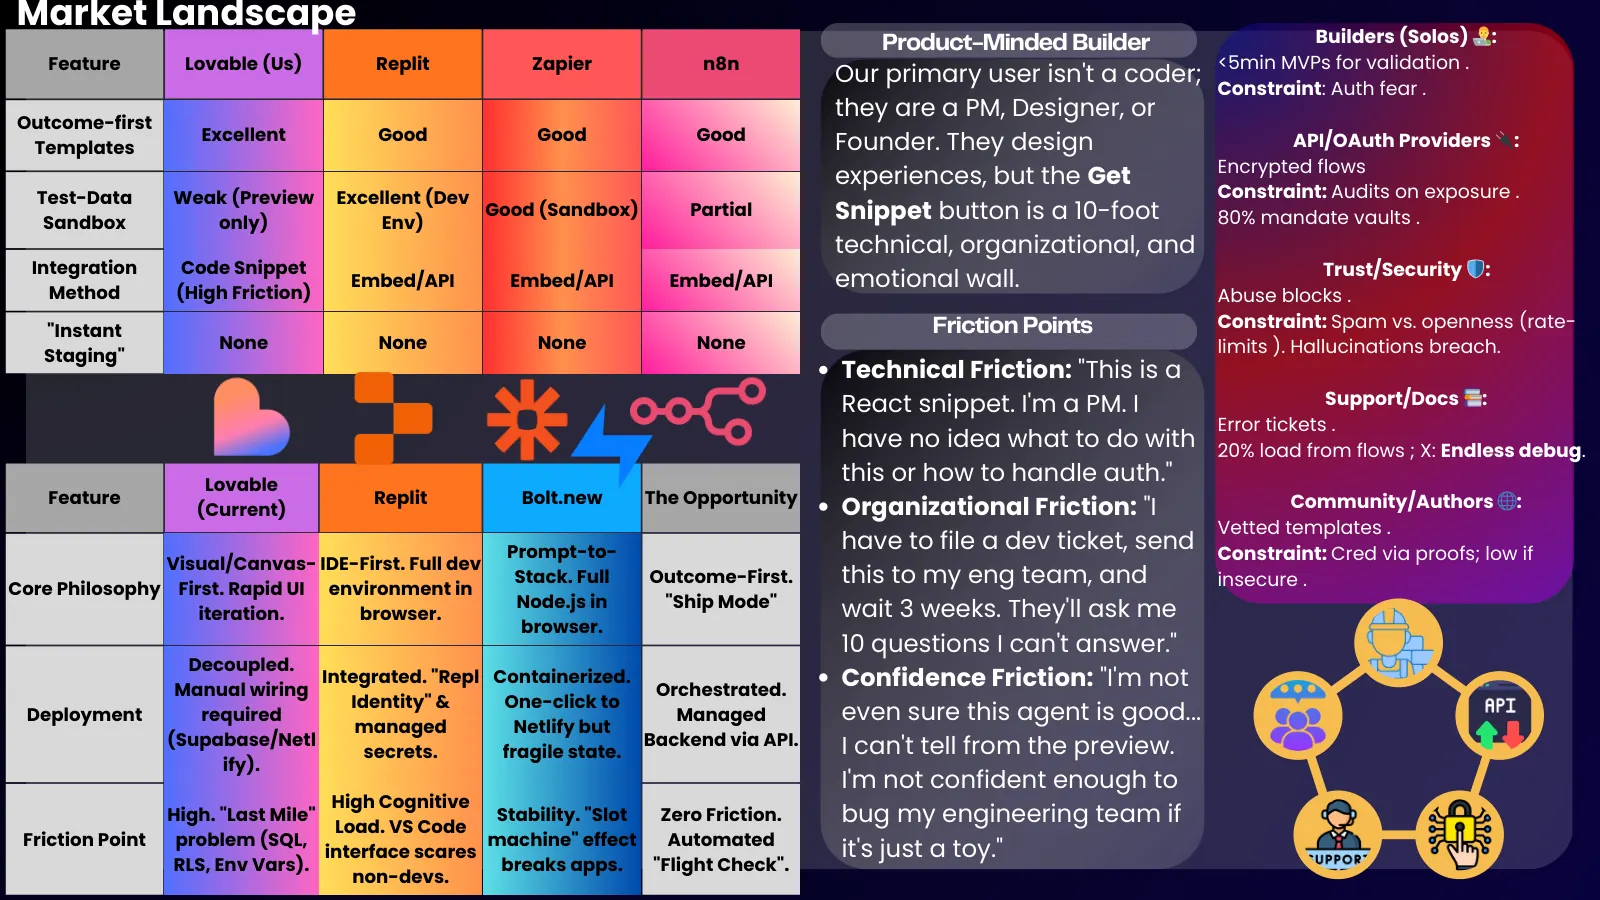 Market Landscape
Feature
Lovable (Us)
Replit
Zapier
n8n
Outcome-first
Templates
Excellent
Good
Good
Good
Test-Data
Sandbox
Weak (Preview
only)
Excellent (Dev
Env)
Good (Sandbox)
Partial
Integration
Method
Code Snippet
(High Friction)
Embed/API
Embed/API
Embed/API
"Instant
Staging"
None
None
None
None
Feature
Lovable
(Current)
Replit
Bolt.new
The Opportunity
Core Philosophy
Visual/Canvas-
First. Rapid UI
iteration.
IDE-First. Full dev
environment in
browser.
Prompt-to-
Stack. Full
Node.js in
browser.
Outcome-First.
"Ship Mode"
Deployment
Decoupled.
Manual wiring
required
(Supabase/Netl
ify).
Integrated. "Repl
Identity" &
managed
secrets.
Containerized.
One-click to
Netlify but
fragile state.
Orchestrated.
Managed
Backend via API.
Friction Point
High. "Last Mile"
problem (SQL,
RLS, Env Vars).
High Cognitive
Load. VS Code
interface scares
non-devs.
Stability. "Slot
machine" effect
breaks apps.
Zero Friction.
Automated
"Flight Check".
Product-Minded Builder
Our primary user isn't a coder;
they are a PM, Designer, or
Founder. They design
experiences, but the Get
Snippet button is a 10-foot
technical, organizational, and
emotional wall.
Friction Points
• Technical Friction: "This is a
React snippet. I'm a PM. I
have no idea what to do with
this or how to handle auth."
• Organizational Friction: "I
have to file a dev ticket, send
this to my eng team, and
wait 3 weeks. They'll ask me
10 questions I can't answer."
• Confidence Friction: "I'm not
even sure this agent is good...
I can't tell from the preview.
I'm not confident enough to
bug my engineering team if
it's just a toy."
Builders (Solos) 👨‍💻:
<5min MVPs for validation .
Constraint: Auth fear .
API/OAuth Providers 🔌:
Encrypted flows
Constraint: Audits on exposure .
80% mandate vaults .
Trust/Security 🛡️:
Abuse blocks .
Constraint: Spam vs. openness (rate-
limits ). Hallucinations breach.
Support/Docs 📚:
Error tickets .
20% load from flows ; X: Endless debug.
Community/Authors 🌐:
Vetted templates .
Constraint: Cred via proofs; low if
insecure .
API
SUPPORT